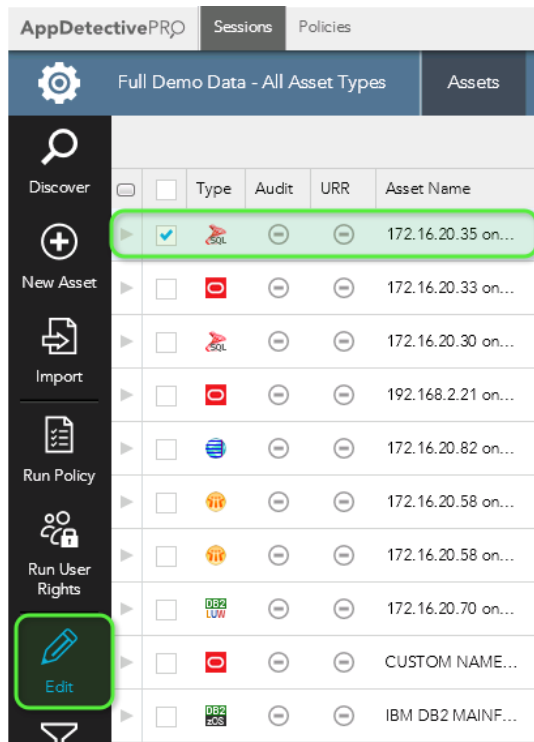 AppDetectivePRO Sessions Policies
Full Demo Data - All Asset Types Assets
Discover
New Asset
Import
Run Policy
Run User
Rights
Edit
Type Audit URR Asset Name
SQL 172.16.20.35 on...
172.16.20.33 on...
SQL 172.16.20.30 on...
192.168.2.21 on...
172.16.20.82 on...
172.16.20.58 on...
172.16.20.58 on...
DB2 LUW 172.16.20.70 on...
CUSTOM NAME...
DB2 zOS IBM DB2 MAINF...